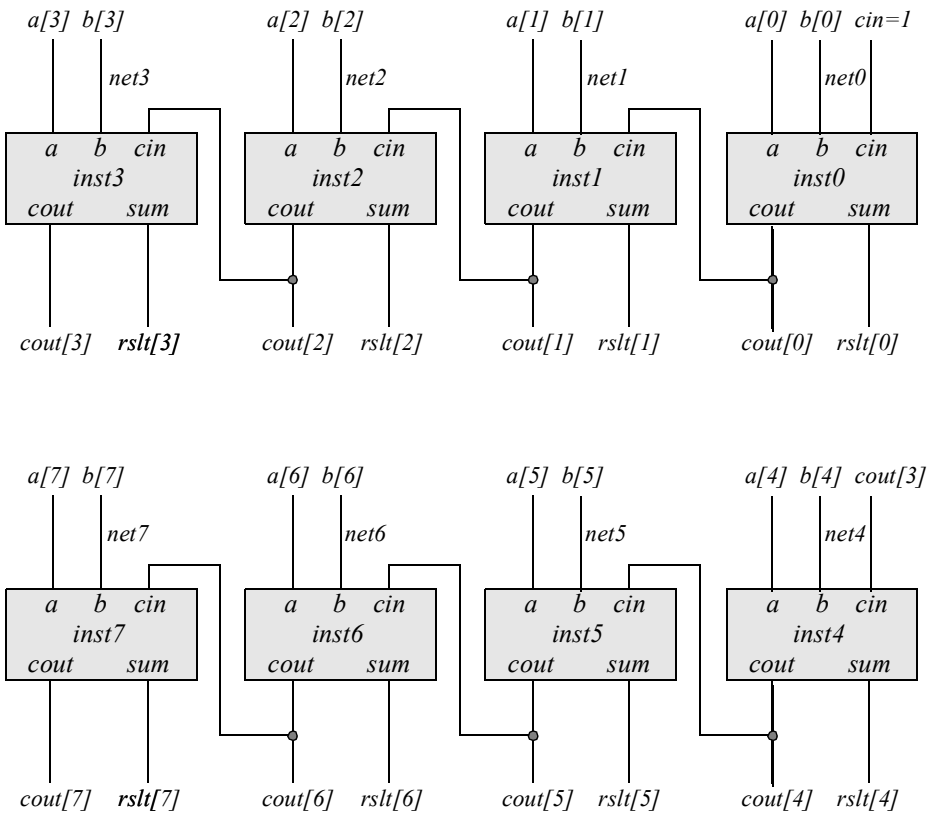 a[3] b[3] a[2] b[2] a[1] b[1] a[0] b[0] cin=1
net3 net2 net1 net0
a b cin a b cin a b cin a b cin
inst3 inst2 inst1 inst0
cout sum cout sum cout sum cout sum
cout[3] rslt[3] cout[2] rslt[2] cout[1] rslt[1] cout[0] rslt[0]
a[7] b[7] a[6] b[6] a[5] b[5] a[4] b[4] cout[3]
net7 net6 net5 net4
a b cin a b cin a b cin a b cin
inst7 inst6 inst5 inst4
cout sum cout sum cout sum cout sum
cout[7] rslt[7] cout[6] rslt[6] cout[5] rslt[5] cout[4] rslt[4]